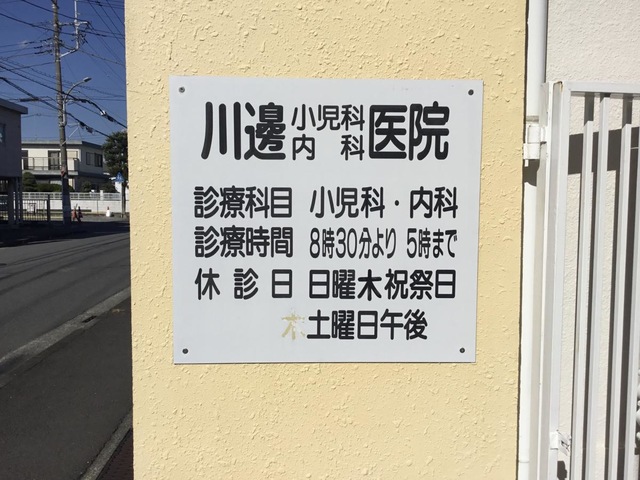 川邊小児科内科医院
診療科目 小児科・内科
診療時間 8時30分より 5時まで
休診日 日曜木祝祭日
土曜日午後